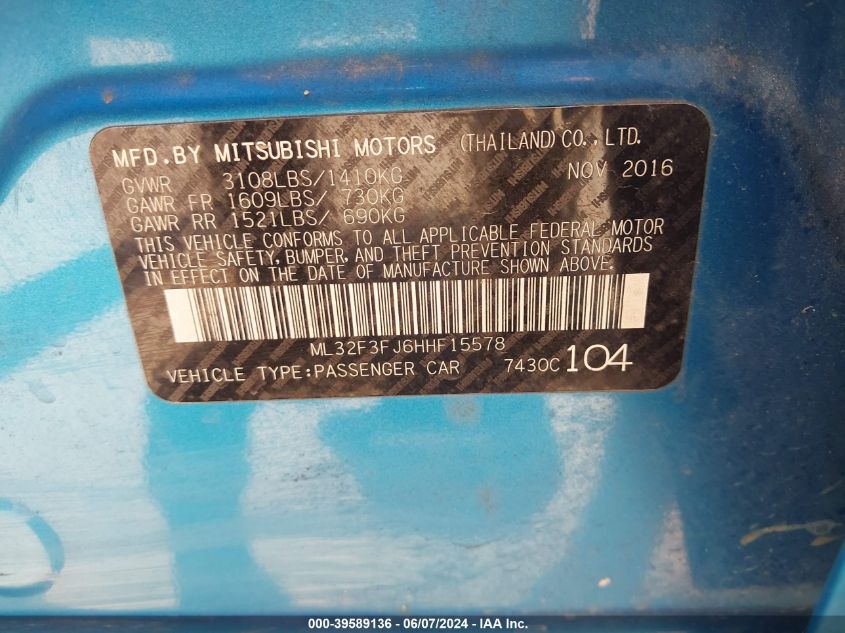 MFD.BY MITSUBISHI MOTORS (THAILAND)CO.,LTD.
GVWR 3108LBS/1410KG NOV 2016
GAWR FR 1609LBS/ 730KG
GAWR RR 1521LBS/ 690KG
THIS VEHICLE CONFORMS TO ALL APPLICABLE FEDERAL MOTOR
VEHICLE SAFETY, BUMPER, AND THEFT PREVENTION STANDARDS
IN EFFECT ON THE DATE OF MANUFACTURE SHOWN ABOVE.
ML32F3FJ6HHF15578
VEHICLE TYPE:PASSENGER CAR 7430C 104
000-39589136 - 06/07/2024 - IAA Inc.